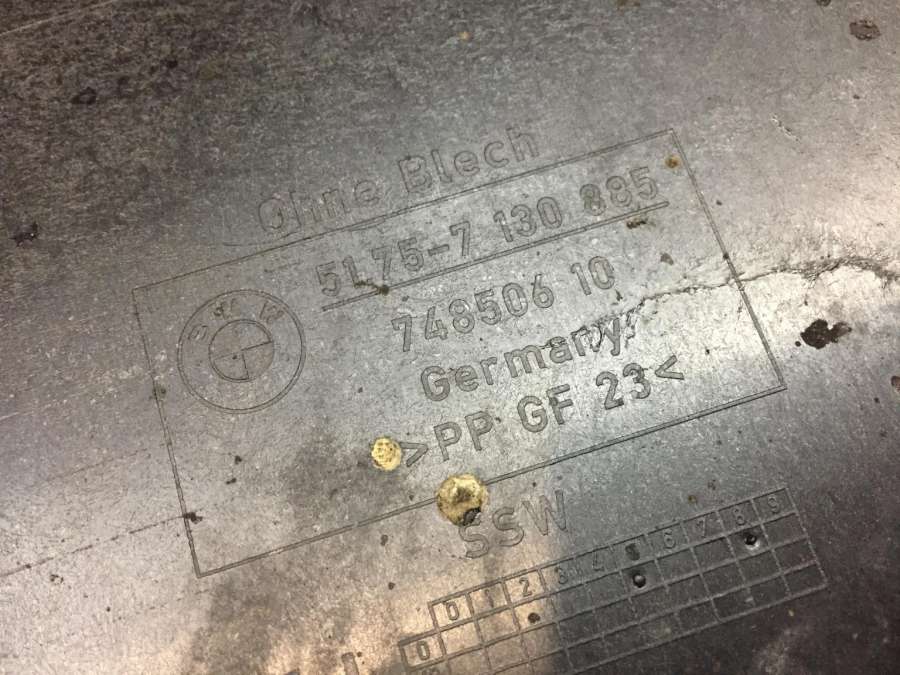 Ohne Blech
51.75-7 130 885
BMW
748506 10
Germany
>PP GF 23<
SSW
0 1 2 3 4 5 6 7 8 9
0